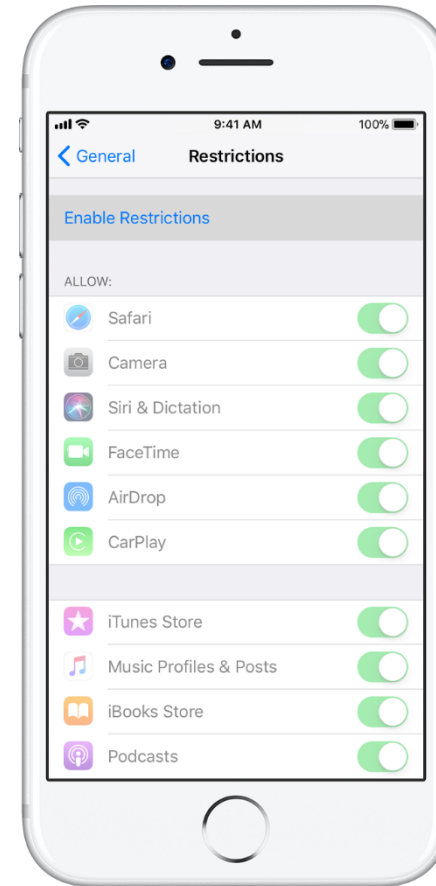 9:41 AM 100%
General Restrictions
Enable Restrictions
ALLOW:
Safari
Camera
Siri & Dictation
FaceTime
AirDrop
CarPlay
iTunes Store
Music Profiles & Posts
iBooks Store
Podcasts